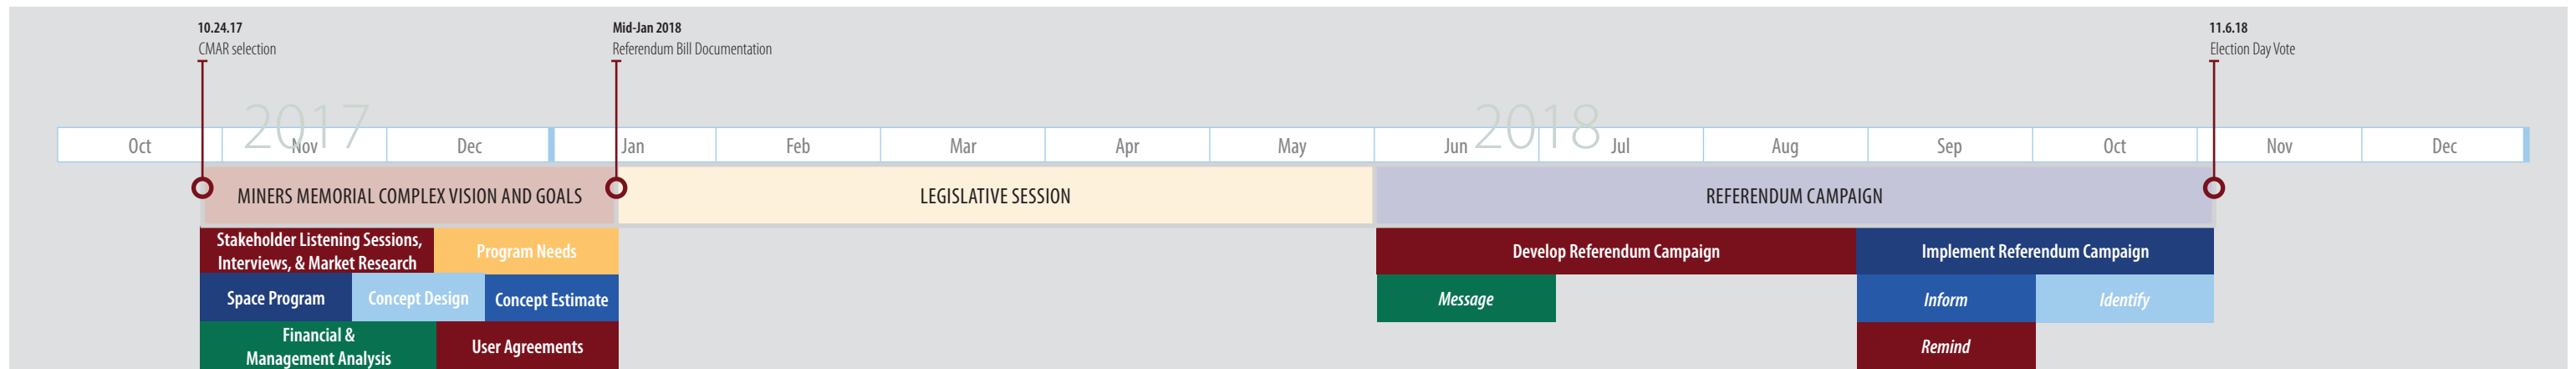 10.24.17
CMAR selection
Mid-Jan 2018
Referendum Bill Documentation
11.6.18
Election Day Vote
2017
2018
Oct Nov Dec Jan Feb Mar Apr May Jun Jul Aug Sep Oct Nov Dec
MINERS MEMORIAL COMPLEX VISION AND GOALS LEGISLATIVE SESSION REFERENDUM CAMPAIGN
Stakeholder Listening Sessions,
Interviews, & Market Research
Program Needs
Develop Referendum Campaign
Implement Referendum Campaign
Space Program
Concept Design
Concept Estimate
Message
Inform
Identify
Financial &
Management Analysis
User Agreements
Remind